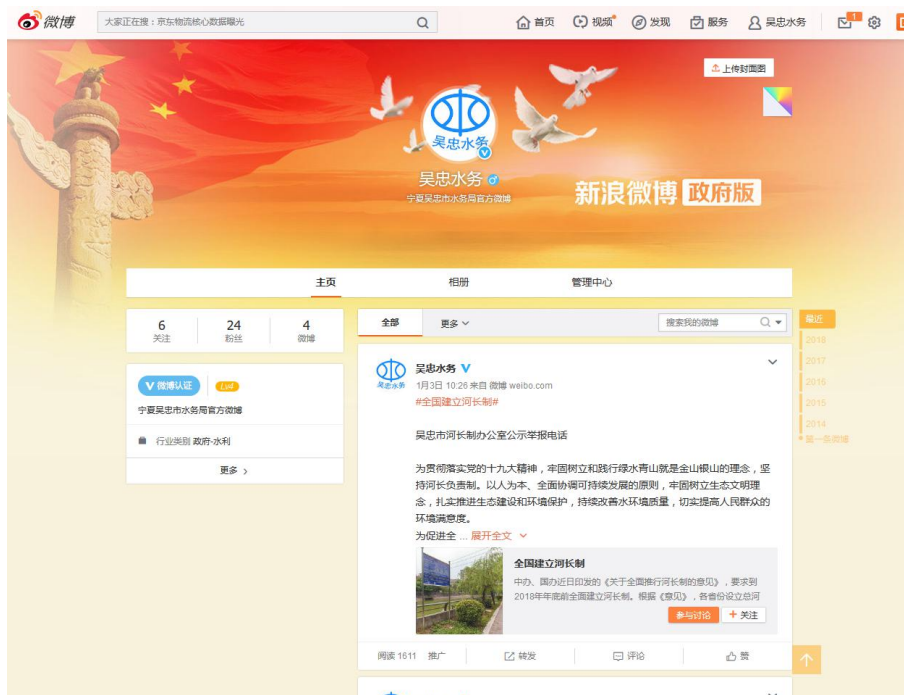 微博
大家正在搜：京东物流核心数据曝光
首页
视频
发现
服务
吴忠水务
1
上传封面图
吴忠水务
吴忠水务
宁夏吴忠市水务局官方微博
新浪微博 政府版
主页
相册
管理中心
6
关注
24
粉丝
4
微博
全部
更多
搜索我的微博
最近
2018
2017
2016
2015
2014
第一条微博
V 微博认证
Lv4
宁夏吴忠市水务局官方微博
行业类别 政府-水利
更多 >
吴忠水务
吴忠水务 V
1月3日 10:26 来自 微博 weibo.com
#全国建立河长制#
吴忠市河长制办公室公示举报电话
为贯彻落实党的十九大精神，牢固树立和践行绿水青山就是金山银山的理念，坚
持河长负责制。以人为本、全面协调可持续发展的原则，牢固树立生态文明理
念，扎实推进生态建设和环境保护，持续改善水环境质量，切实提高人民群众的
环境满意度。
为促进全 ... 展开全文
全国建立河长制
中办、国办近日印发的《关于全面推行河长制的意见》，要求到
2018年年底前全面建立河长制。根据《意见》，各省份设立总河
参与讨论
+ 关注
阅读 1611
推广
转发
评论
赞